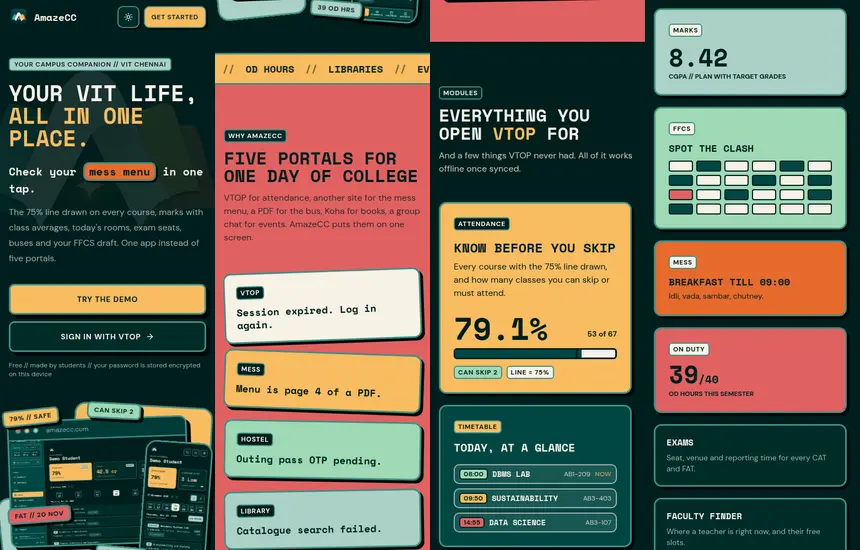 AmazeCC
GET STARTED
YOUR CAMPUS COMPANION // VIT CHENNAI
YOUR VIT LIFE,
ALL IN ONE
PLACE.
Check your mess menu in one
tap.
The 75% line drawn on every course, marks with
class averages, today's rooms, exam seats,
buses and your FFCS draft. One app instead of
five portals.
TRY THE DEMO
SIGN IN WITH VTOP →
Free // made by students // your password is stored encrypted
on this device
79% // SAFE
CAN SKIP 2
amazecc.com
Demo Student
Demo Student
79%
79%
FAT // 20 NOV
39 OD HRS
// OD HOURS // LIBRARIES // EV
WHY AMAZECC
FIVE PORTALS FOR
ONE DAY OF COLLEGE
VTOP for attendance, another site for the mess
menu, a PDF for the bus, Koha for books, a group
chat for events. AmazeCC puts them on one
screen.
VTOP
Session expired. Log in
again.
MESS
Menu is page 4 of a PDF.
HOSTEL
Outing pass OTP pending.
LIBRARY
Catalogue search failed.
MODULES
EVERYTHING YOU
OPEN VTOP FOR
And a few things VTOP never had. All of it works
offline once synced.
ATTENDANCE
KNOW BEFORE YOU SKIP
Every course with the 75% line drawn,
and how many classes you can skip or
must attend.
79.1%
53 of 67
CAN SKIP 2
LINE = 75%
TIMETABLE
TODAY, AT A GLANCE
08:00 DBMS LAB AB1-209 NOW
09:50 SUSTAINABILITY AB3-403
14:55 DATA SCIENCE AB3-107
MARKS
8.42
CGPA // PLAN WITH TARGET GRADES
FFCS
SPOT THE CLASH
MESS
BREAKFAST TILL 09:00
Idli, vada, sambar, chutney.
ON DUTY
39/40
OD HOURS THIS SEMESTER
EXAMS
Seat, venue and reporting time for every CAT
and FAT.
FACULTY FINDER
Where a teacher is right now, and their free
slots.